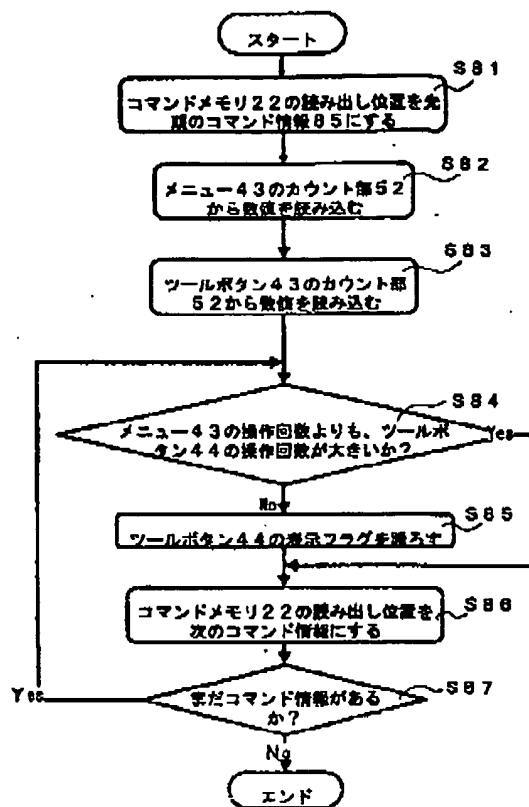 スタート
S81
コマンドメモリ22の読み出し位置を先
頭のコマンド情報85にする
S82
メニュー43のカウント部52
から数値を読み込む
S83
ツールボタン43のカウント部
52から数値を読み込む
S84
メニュー43の操作回数よりも、ツールボ
タン44の操作回数が大きいか?
Yes
No
S85
ツールボタン44の表示フラグを降ろす
S86
コマンドメモリ22の読み出し位置を
次のコマンド情報にする
S87
まだコマンド情報がある
か?
Yes
No
エンド